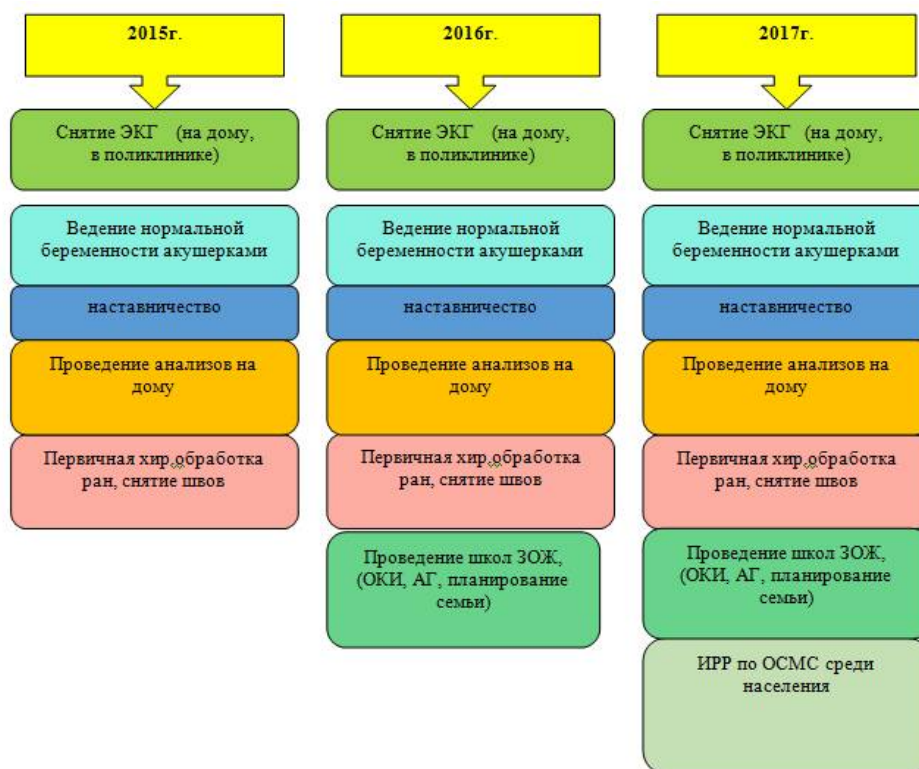 2015г.
Снятие ЭКГ (на дому,
в поликлинике)
Ведение нормальной
беременности акушерками
наставничество
Проведение анализов на
дому
Первичная хир,обработка
ран, снятие швов
2016г.
Снятие ЭКГ (на дому,
в поликлинике)
Ведение нормальной
беременности акушерками
наставничество
Проведение анализов на
дому
Первичная хир,обработка
ран, снятие швов
Проведение школ ЗОЖ,
(ОКИ, АГ, планирование
семьи)
2017г.
Снятие ЭКГ (на дому,
в поликлинике)
Ведение нормальной
беременности акушерками
наставничество
Проведение анализов на
дому
Первичная хир,обработка
ран, снятие швов
Проведение школ ЗОЖ,
(ОКИ, АГ, планирование
семьи)
ИРР по ОСМС среди
населения